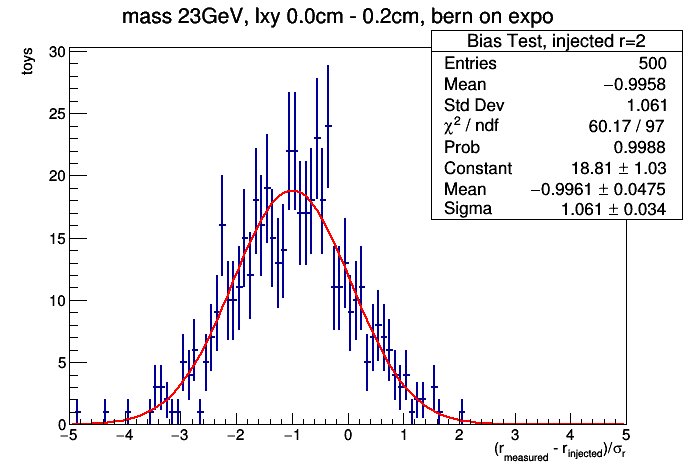 mass 23GeV, lxy 0.0cm - 0.2cm, bern on expo
Bias Test, injected r=2
Entries 500
Mean −0.9958
Std Dev 1.061
χ² / ndf 60.17 / 97
Prob 0.9988
Constant 18.81 ± 1.03
Mean −0.9961 ± 0.0475
Sigma 1.061 ± 0.034
toys
30
25
20
15
10
5
0
−5 −4 −3 −2 −1 0 1 2 3 4 5
(r_measured - r_injected)/σ_r